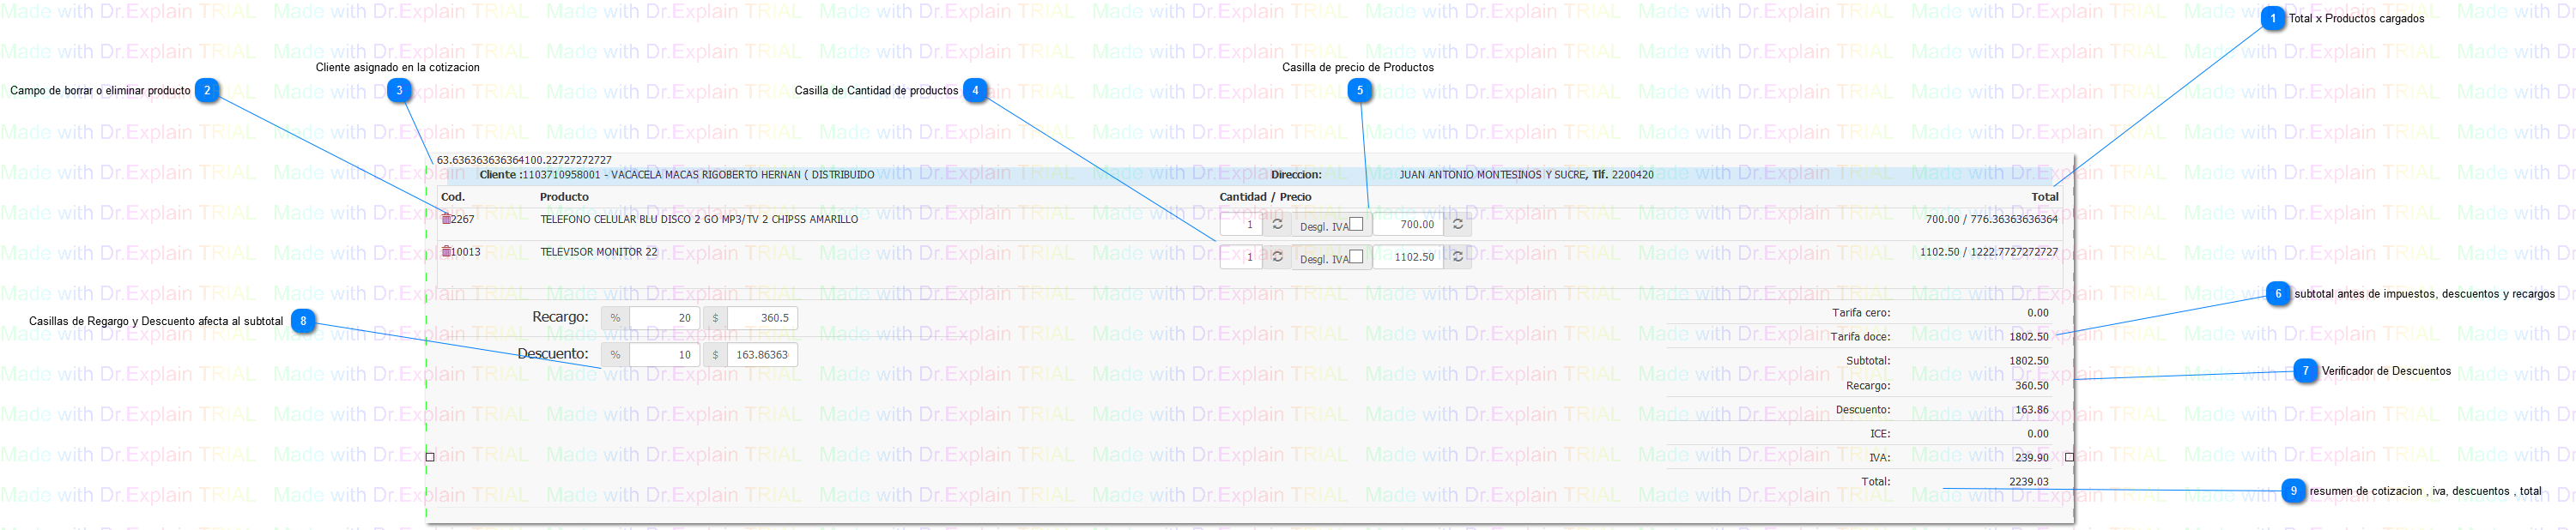 Made with Dr.Explain TRIAL
1 Total x Productos cargados
Cliente asignado en la cotizacion
Casilla de precio de Productos
Campo de borrar o eliminar producto 2
3
Casilla de Cantidad de productos 4
5
63.636363636364100.22727272727
Cliente :1103710958001 - VACACELA MACAS RIGOBERTO HERNAN ( DISTRIBUIDO Direccion: JUAN ANTONIO MONTESINOS Y SUCRE, Tlf. 2200420
Cod. Producto Cantidad / Precio Total
2267 TELEFONO CELULAR BLU DISCO 2 GO MP3/TV 2 CHIPSS AMARILLO 1 Desgl. IVA 700.00 700.00 / 776.36363636364
10013 TELEVISOR MONITOR 22 1 Desgl. IVA 1102.50 1102.50 / 1222.7727272727
6 subtotal antes de impuestos, descuentos y recargos
Casillas de Regargo y Descuento afecta al subtotal 8
Recargo: % 20 $ 360.5
Descuento: % 10 $ 163.86363
Tarifa cero: 0.00
Tarifa doce: 1802.50
Subtotal: 1802.50
7 Verificador de Descuentos
Recargo: 360.50
Descuento: 163.86
ICE: 0.00
IVA: 239.90
Total: 2239.03
9 resumen de cotizacion , iva, descuentos , total